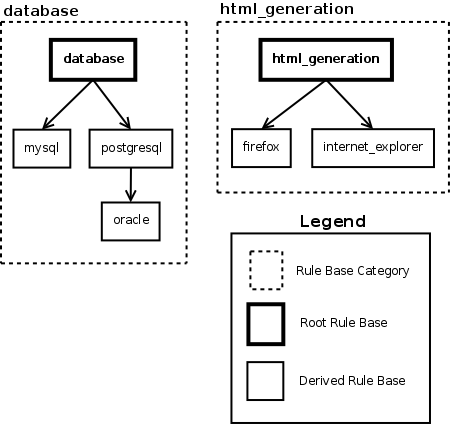 database
database
mysql
postgresql
oracle
html_generation
html_generation
firefox
internet_explorer
Legend
Rule Base Category
Root Rule Base
Derived Rule Base